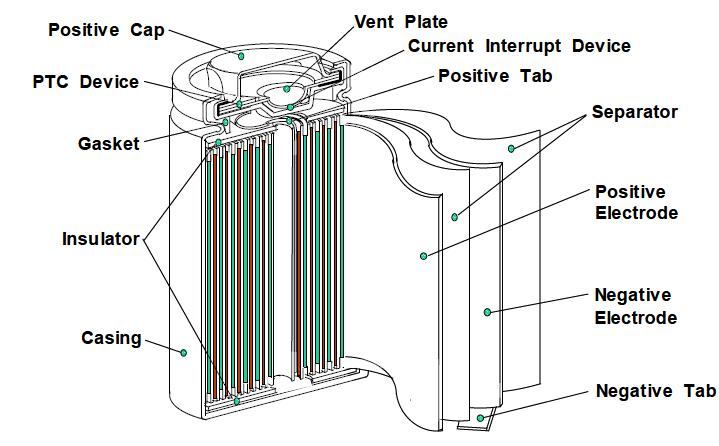 Vent Plate
Positive Cap
Current Interrupt Device
PTC Device
Positive Tab
Separator
Gasket
Positive
Electrode
Insulator
Negative
Electrode
Casing
Negative Tab